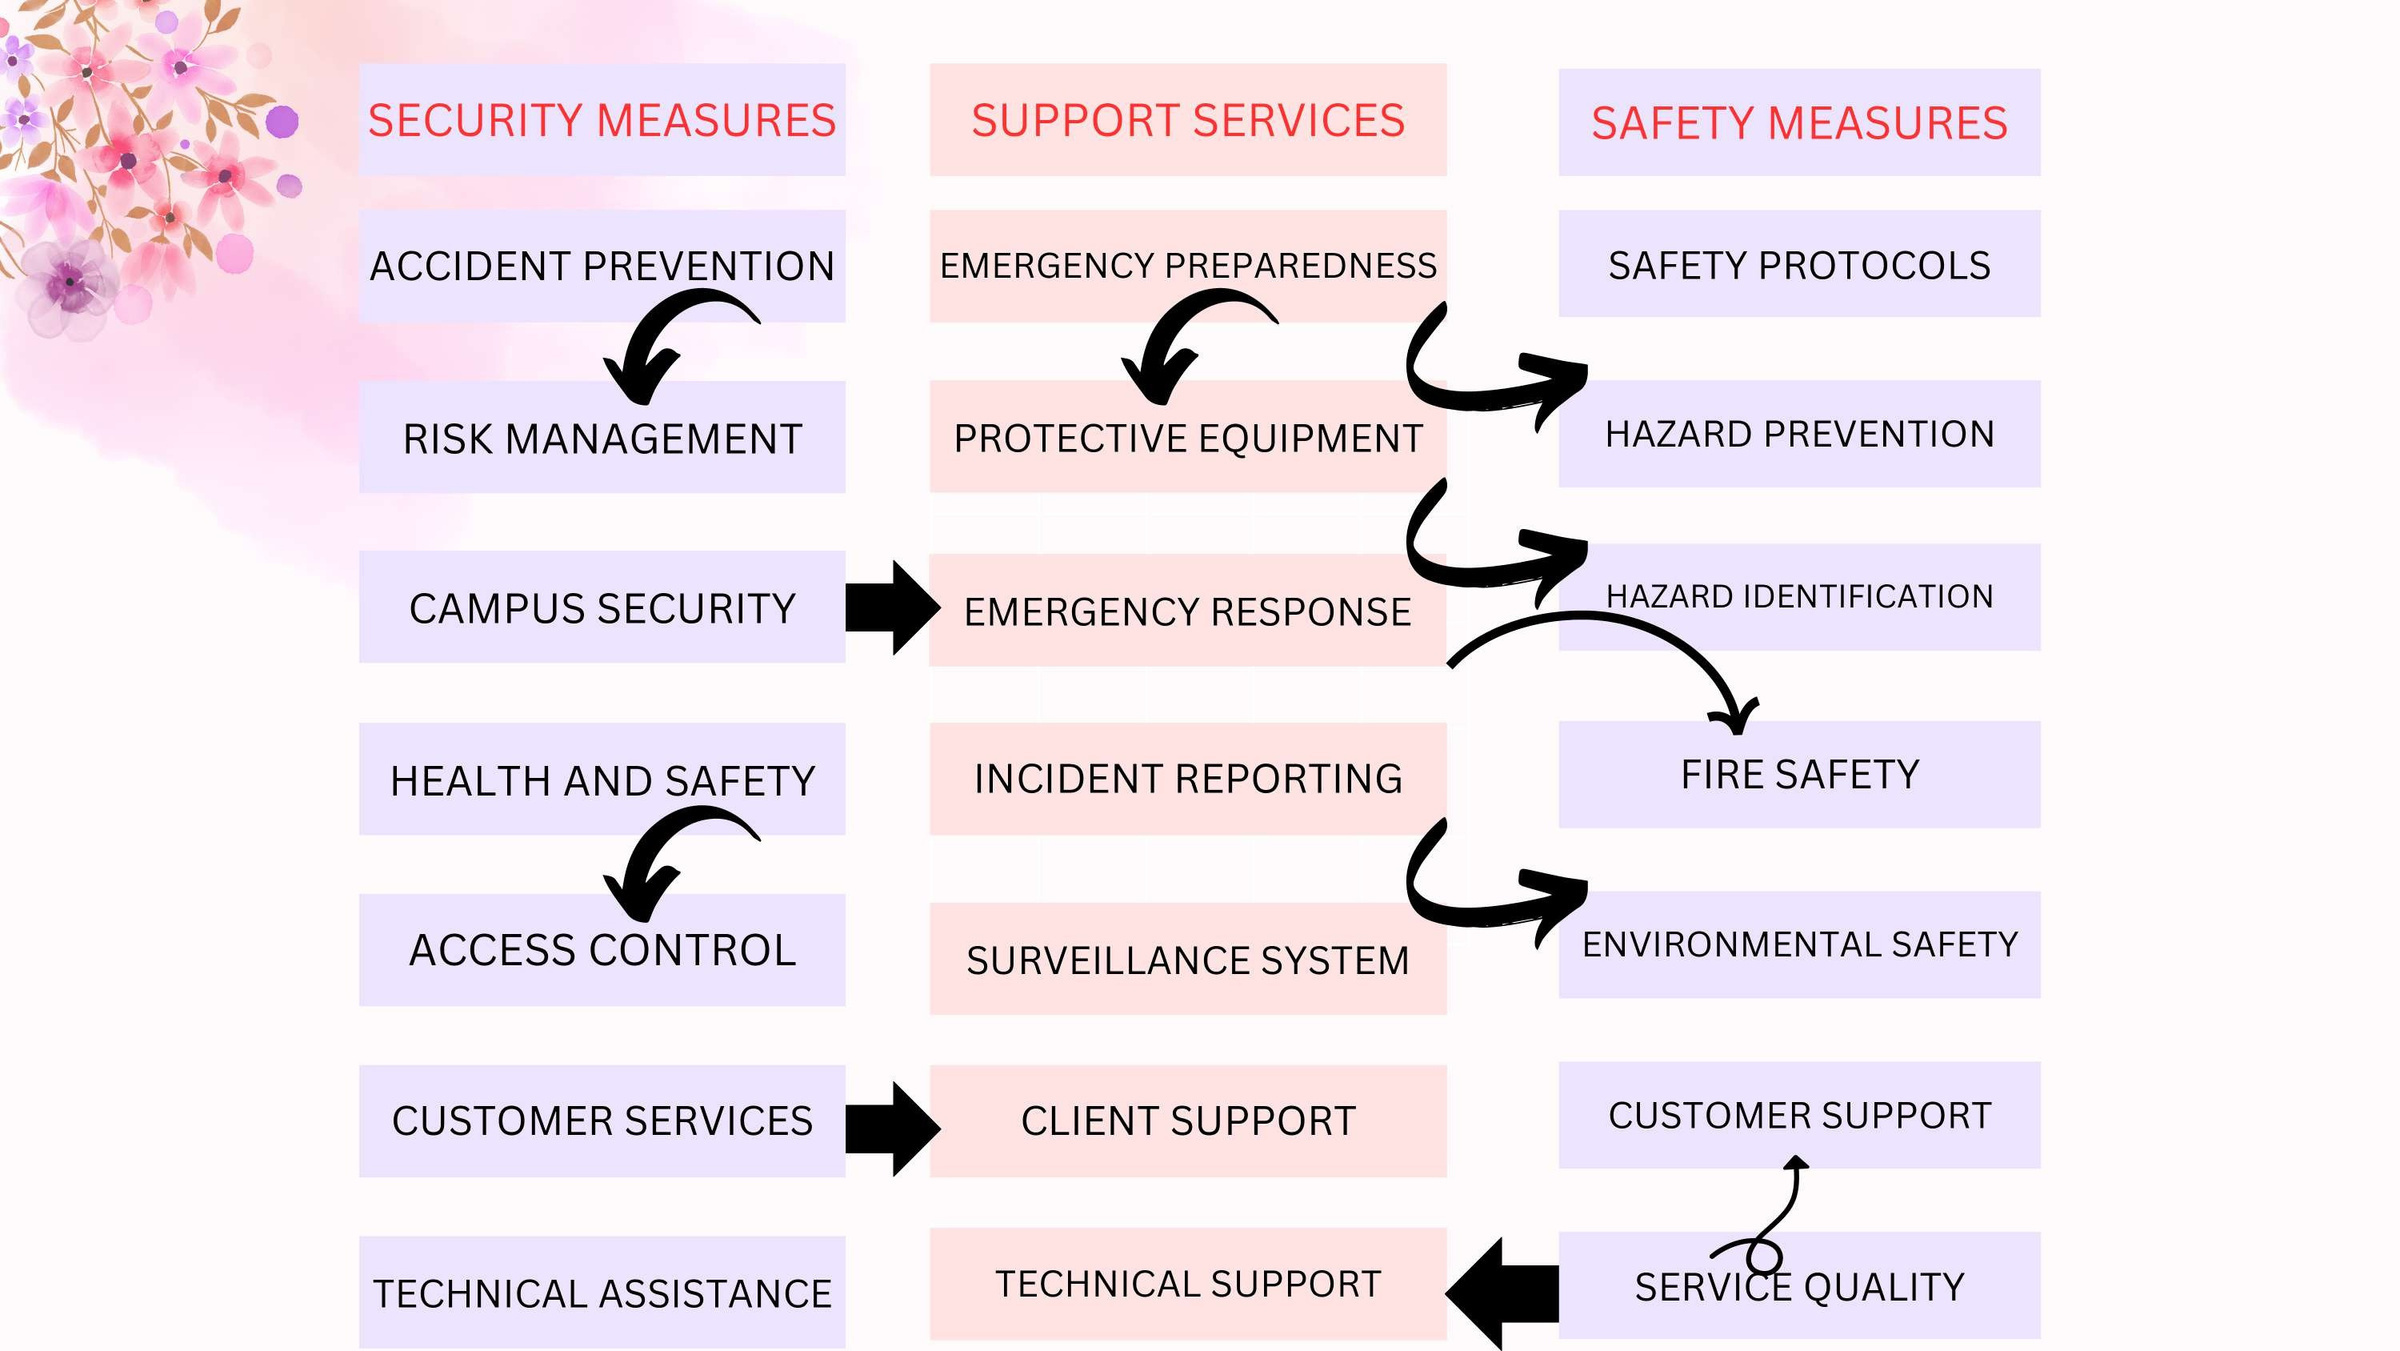 SECURITY MEASURES
SUPPORT SERVICES
SAFETY MEASURES
ACCIDENT PREVENTION
EMERGENCY PREPAREDNESS
SAFETY PROTOCOLS
RISK MANAGEMENT
PROTECTIVE EQUIPMENT
HAZARD PREVENTION
CAMPUS SECURITY
EMERGENCY RESPONSE
HAZARD IDENTIFICATION
HEALTH AND SAFETY
INCIDENT REPORTING
FIRE SAFETY
ACCESS CONTROL
SURVEILLANCE SYSTEM
ENVIRONMENTAL SAFETY
CUSTOMER SERVICES
CLIENT SUPPORT
CUSTOMER SUPPORT
TECHNICAL ASSISTANCE
TECHNICAL SUPPORT
SERVICE QUALITY